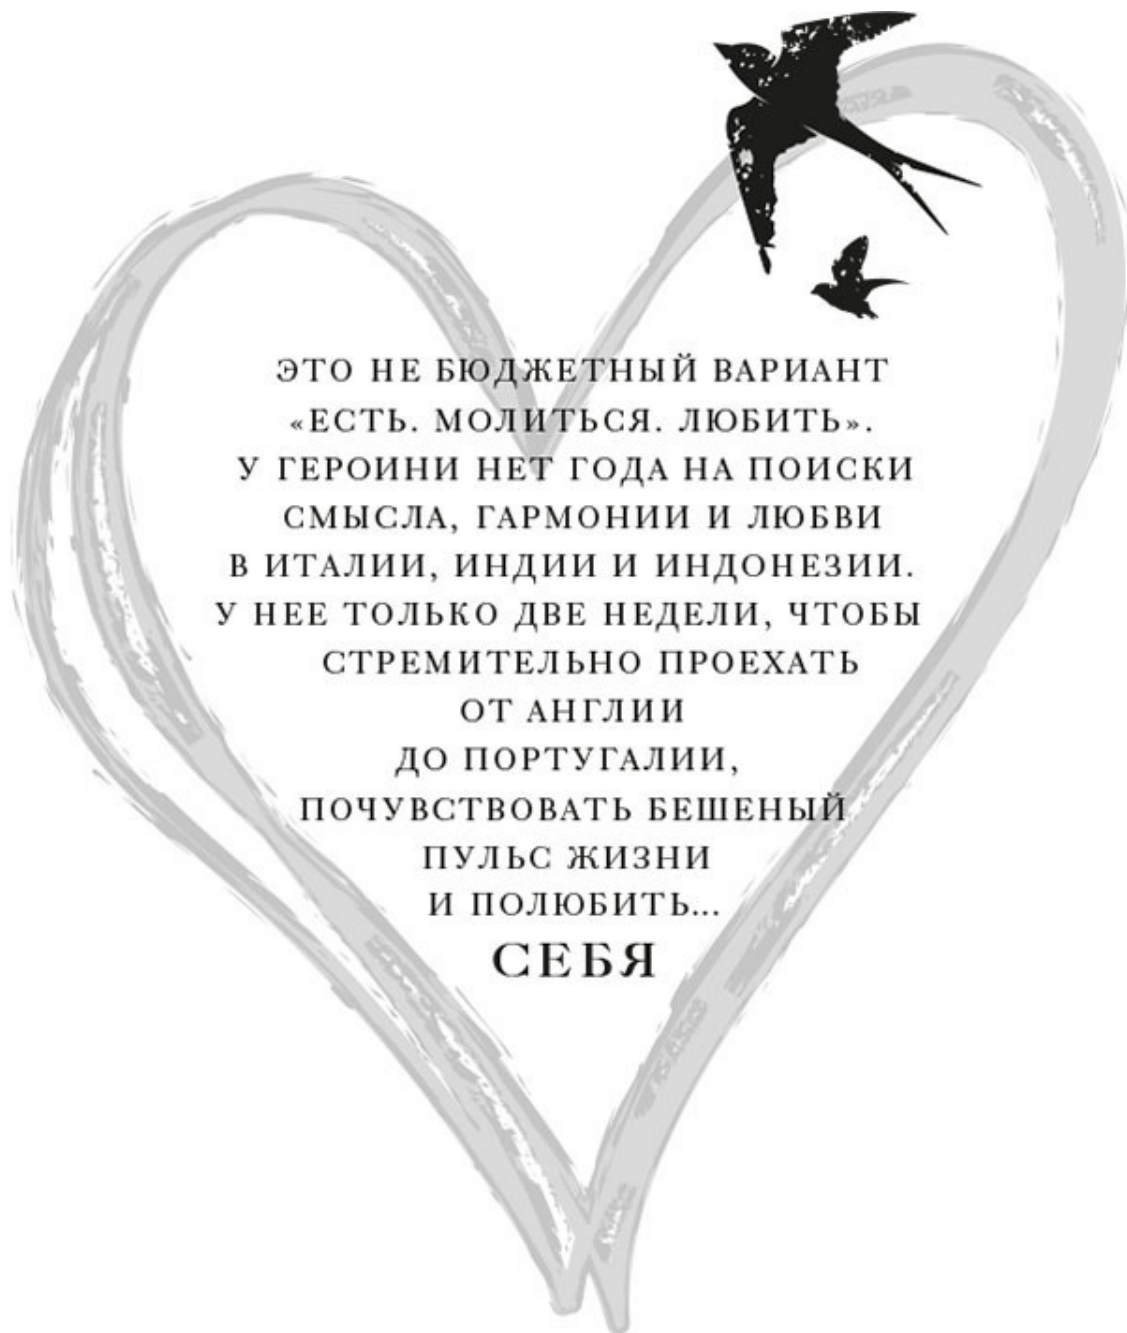 ЭТО НЕ БЮДЖЕТНЫЙ ВАРИАНТ
«ЕСТЬ. МОЛИТЬСЯ. ЛЮБИТЬ».
У ГЕРОИНИ НЕТ ГОДА НА ПОИСКИ
СМЫСЛА, ГАРМОНИИ И ЛЮБВИ
В ИТАЛИИ, ИНДИИ И ИНДОНЕЗИИ.
У НЕЕ ТОЛЬКО ДВЕ НЕДЕЛИ, ЧТОБЫ
СТРЕМИТЕЛЬНО ПРОЕХАТЬ
ОТ АНГЛИИ
ДО ПОРТУГАЛИИ,
ПОЧУВСТВОВАТЬ БЕШЕНЫЙ
ПУЛЬС ЖИЗНИ
И ПОЛЮБИТЬ...
СЕБЯ